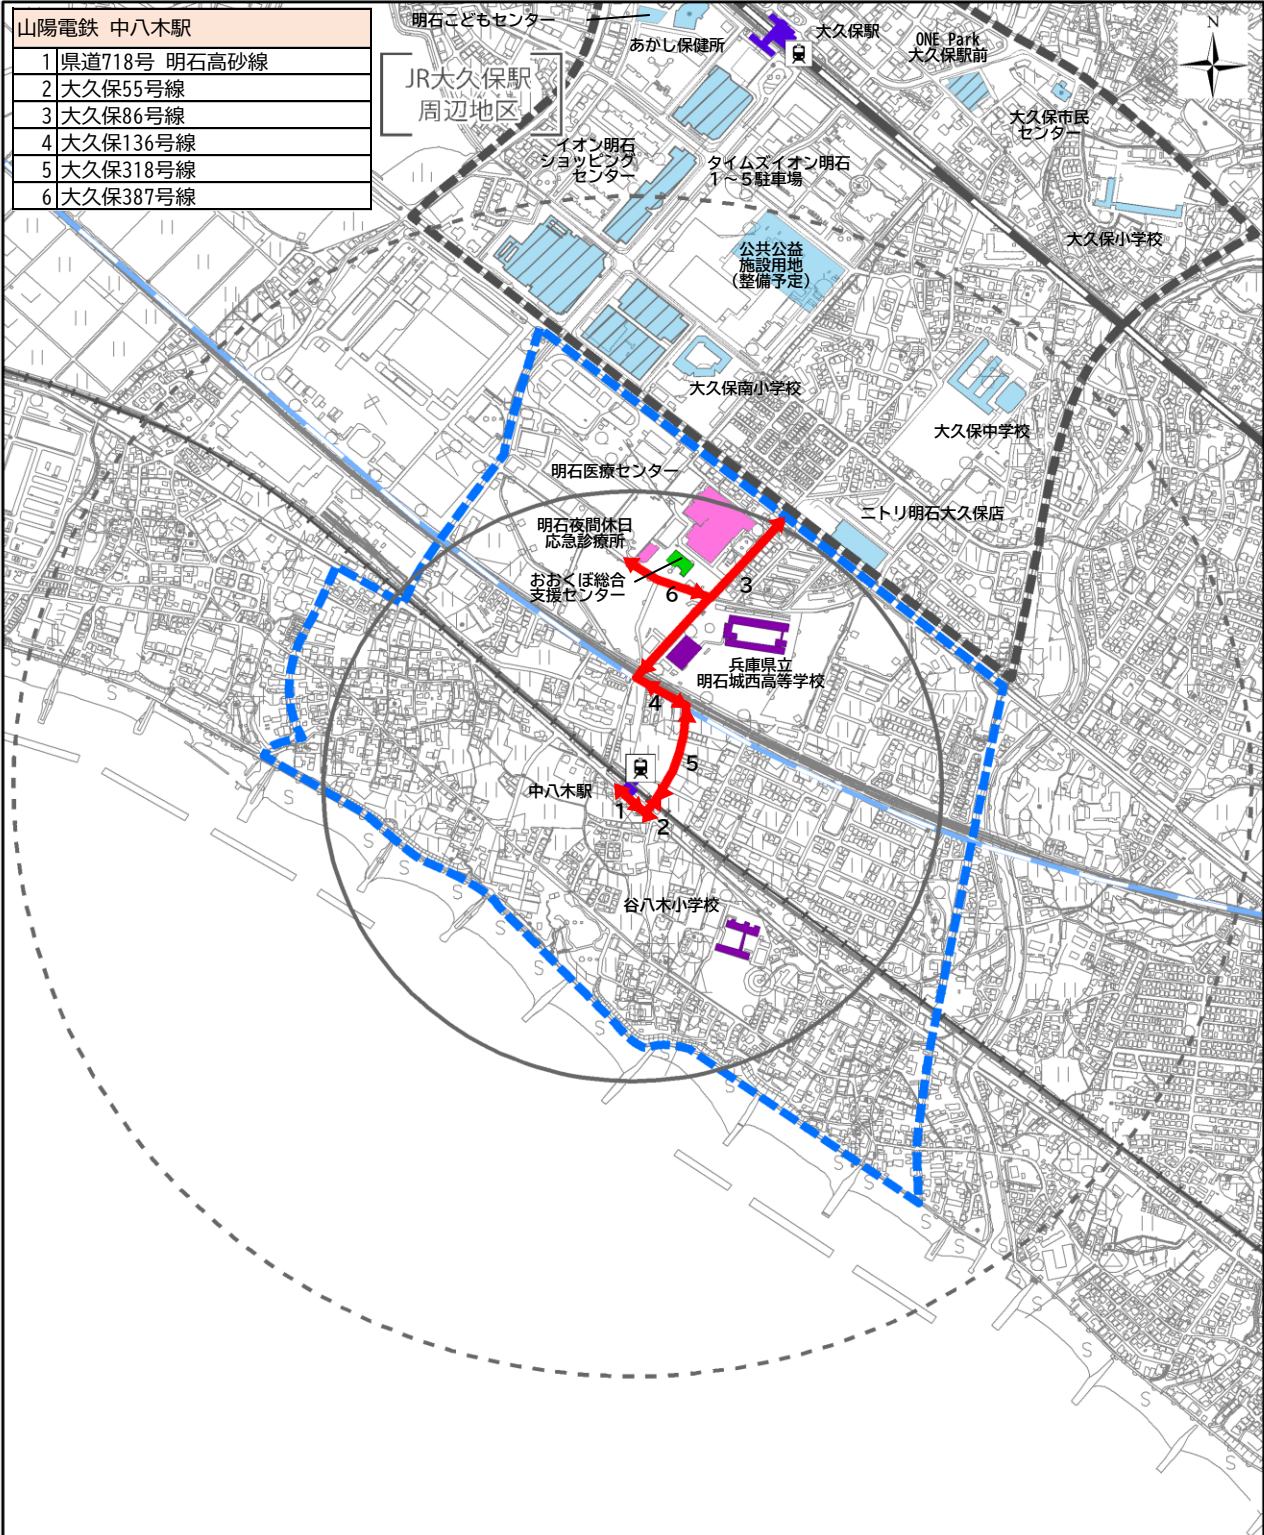 山陽電鉄 中八木駅
1 県道718号 明石高砂線
2 大久保55号線
3 大久保86号線
4 大久保136号線
5 大久保318号線
6 大久保387号線
明石こどもセンター
あかし保健所
大久保駅
ONE Park
大久保駅前
N
JR大久保駅
周辺地区
大久保市民
センター
イオン明石
ショッピング
センター
タイムズイオン明石
1～5駐車場
大久保小学校
公共公益
施設用地
(整備予定)
大久保南小学校
大久保中学校
明石医療センター
ニトリ明石大久保店
明石夜間休日
応急診療所
おおくぼ総合
支援センター
3
6
兵庫県立
明石城西高等学校
4
5
中八木駅
1
2
谷八木小学校